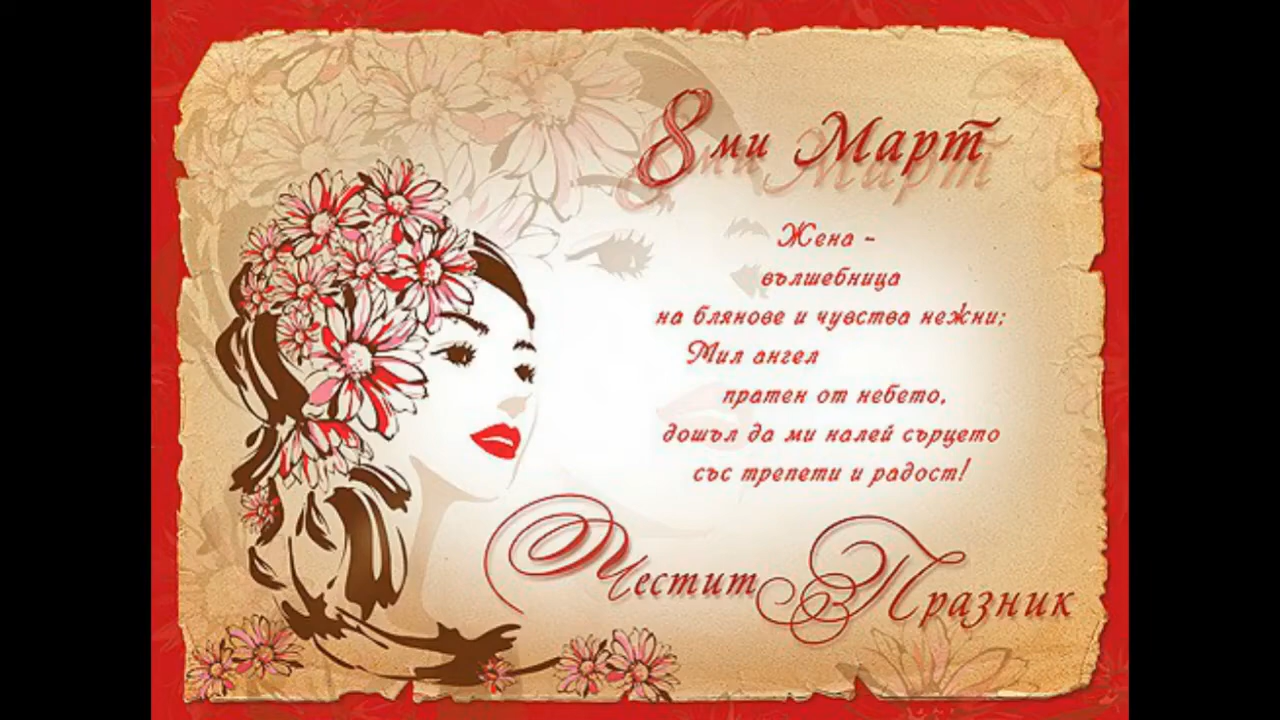 8ми Март
Жена -
вълшебница
на блянове и чувства нежни;
Мил ангел
пратен от небето,
дошъл да ми налей сърцето
със трепети и радост!
Честит Празник